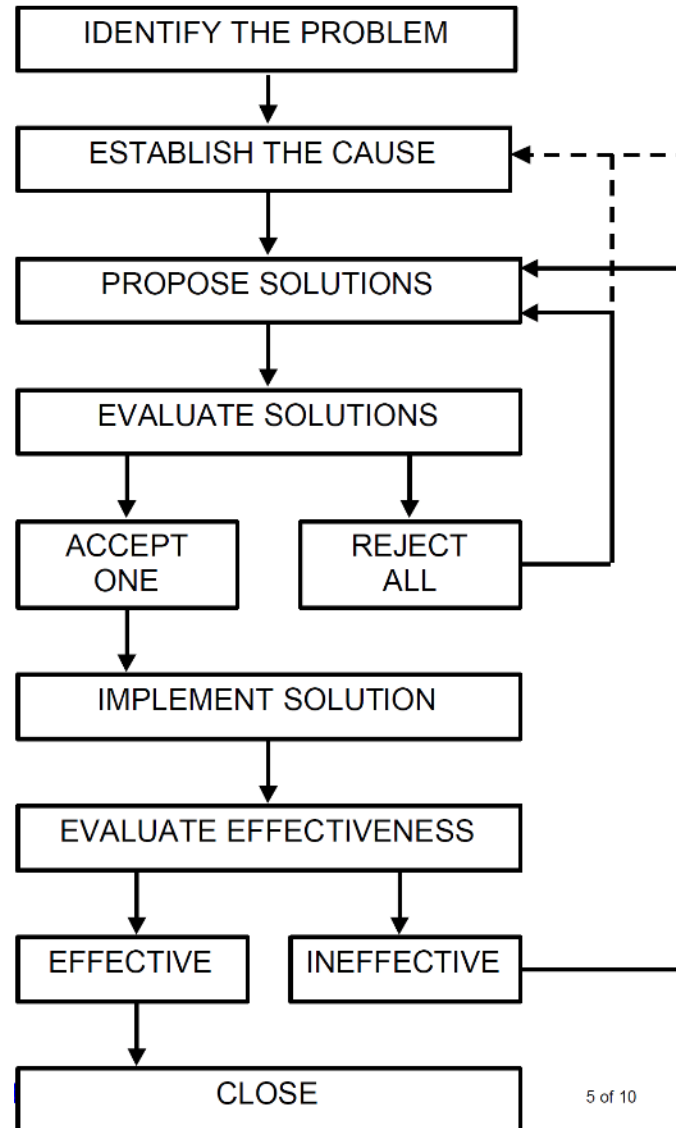 IDENTIFY THE PROBLEM
ESTABLISH THE CAUSE
PROPOSE SOLUTIONS
EVALUATE SOLUTIONS
ACCEPT
ONE
REJECT
ALL
IMPLEMENT SOLUTION
EVALUATE EFFECTIVENESS
EFFECTIVE
INEFFECTIVE
CLOSE
5 of 10